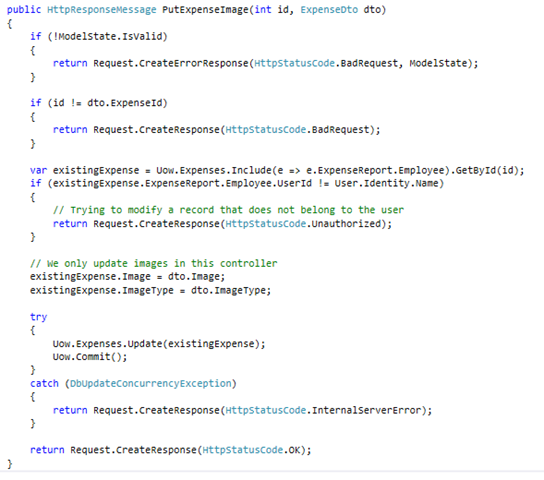 public HttpResponseMessage PutExpenseImage(int id, ExpenseDto dto)
{
    if (!ModelState.IsValid)
    {
        return Request.CreateErrorResponse(HttpStatusCode.BadRequest, ModelState);
    }

    if (id != dto.ExpenseId)
    {
        return Request.CreateResponse(HttpStatusCode.BadRequest);
    }

    var existingExpense = Uow.Expenses.Include(e => e.ExpenseReport.Employee).GetById(id);
    if (existingExpense.ExpenseReport.Employee.UserId != User.Identity.Name)
    {
        // Trying to modify a record that does not belong to the user
        return Request.CreateResponse(HttpStatusCode.Unauthorized);
    }

    // We only update images in this controller
    existingExpense.Image = dto.Image;
    existingExpense.ImageType = dto.ImageType;

    try
    {
        Uow.Expenses.Update(existingExpense);
        Uow.Commit();
    }
    catch (DbUpdateConcurrencyException)
    {
        return Request.CreateResponse(HttpStatusCode.InternalServerError);
    }

    return Request.CreateResponse(HttpStatusCode.OK);
}